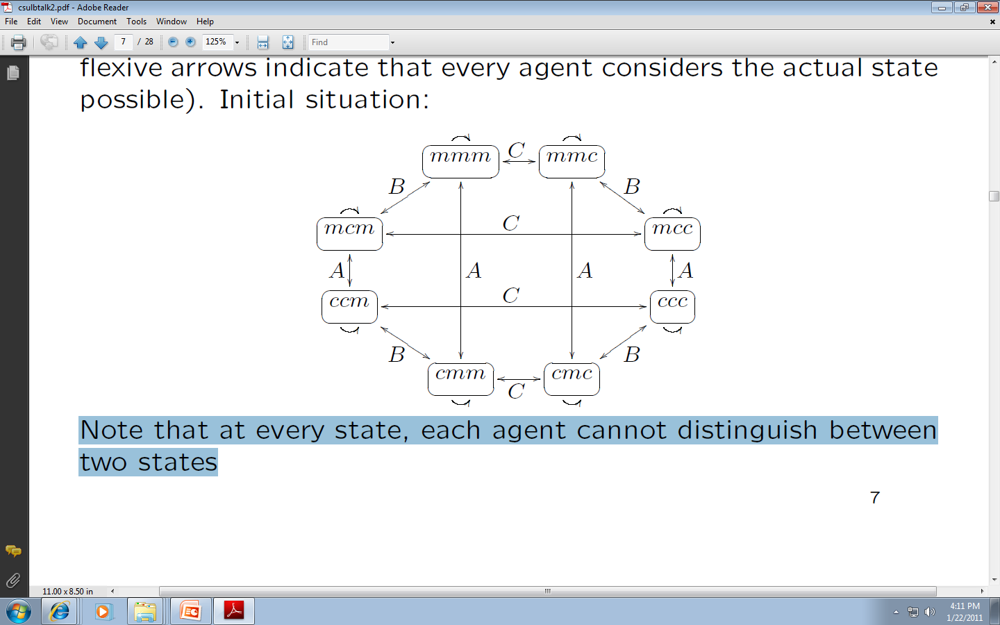 csulbtalk2.pdf - Adobe Reader
File Edit View Document Tools Window Help
7 / 28 125% Find
flexive arrows indicate that every agent considers the actual state
possible). Initial situation:
mmm C mmc
B B
mcm C mcc
A A A A
ccm C ccc
B B
cmm C cmc
Note that at every state, each agent cannot distinguish between
two states
7
11.00 x 8.50 in
4:11 PM
1/22/2011